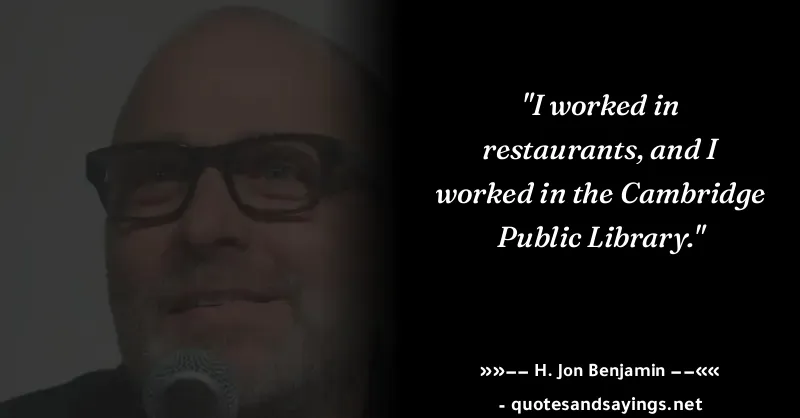 "I worked in
restaurants, and I
worked in the Cambridge
Public Library."
»»−− H. Jon Benjamin −−««
- quotesandsayings.net